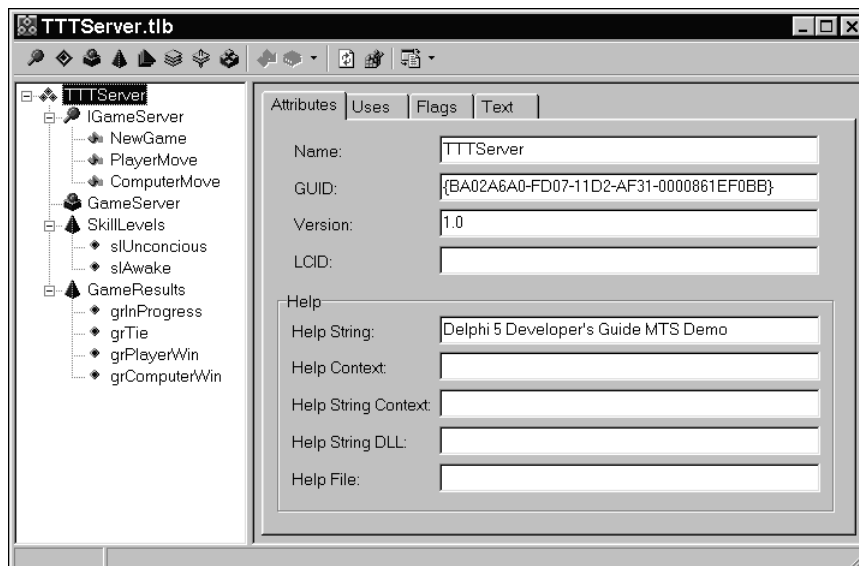 TTTServer.tlb
TTTServer
IGameServer
NewGame
PlayerMove
ComputerMove
GameServer
SkillLevels
slUnconcious
slAwake
GameResults
grInProgress
grTie
grPlayerWin
grComputerWin
Attributes Uses Flags Text
Name: TTTServer
GUID: {BA02A6A0-FD07-11D2-AF31-0000861EF0BB}
Version: 1.0
LCID:
Help
Help String: Delphi 5 Developer's Guide MTS Demo
Help Context:
Help String Context:
Help String DLL:
Help File: